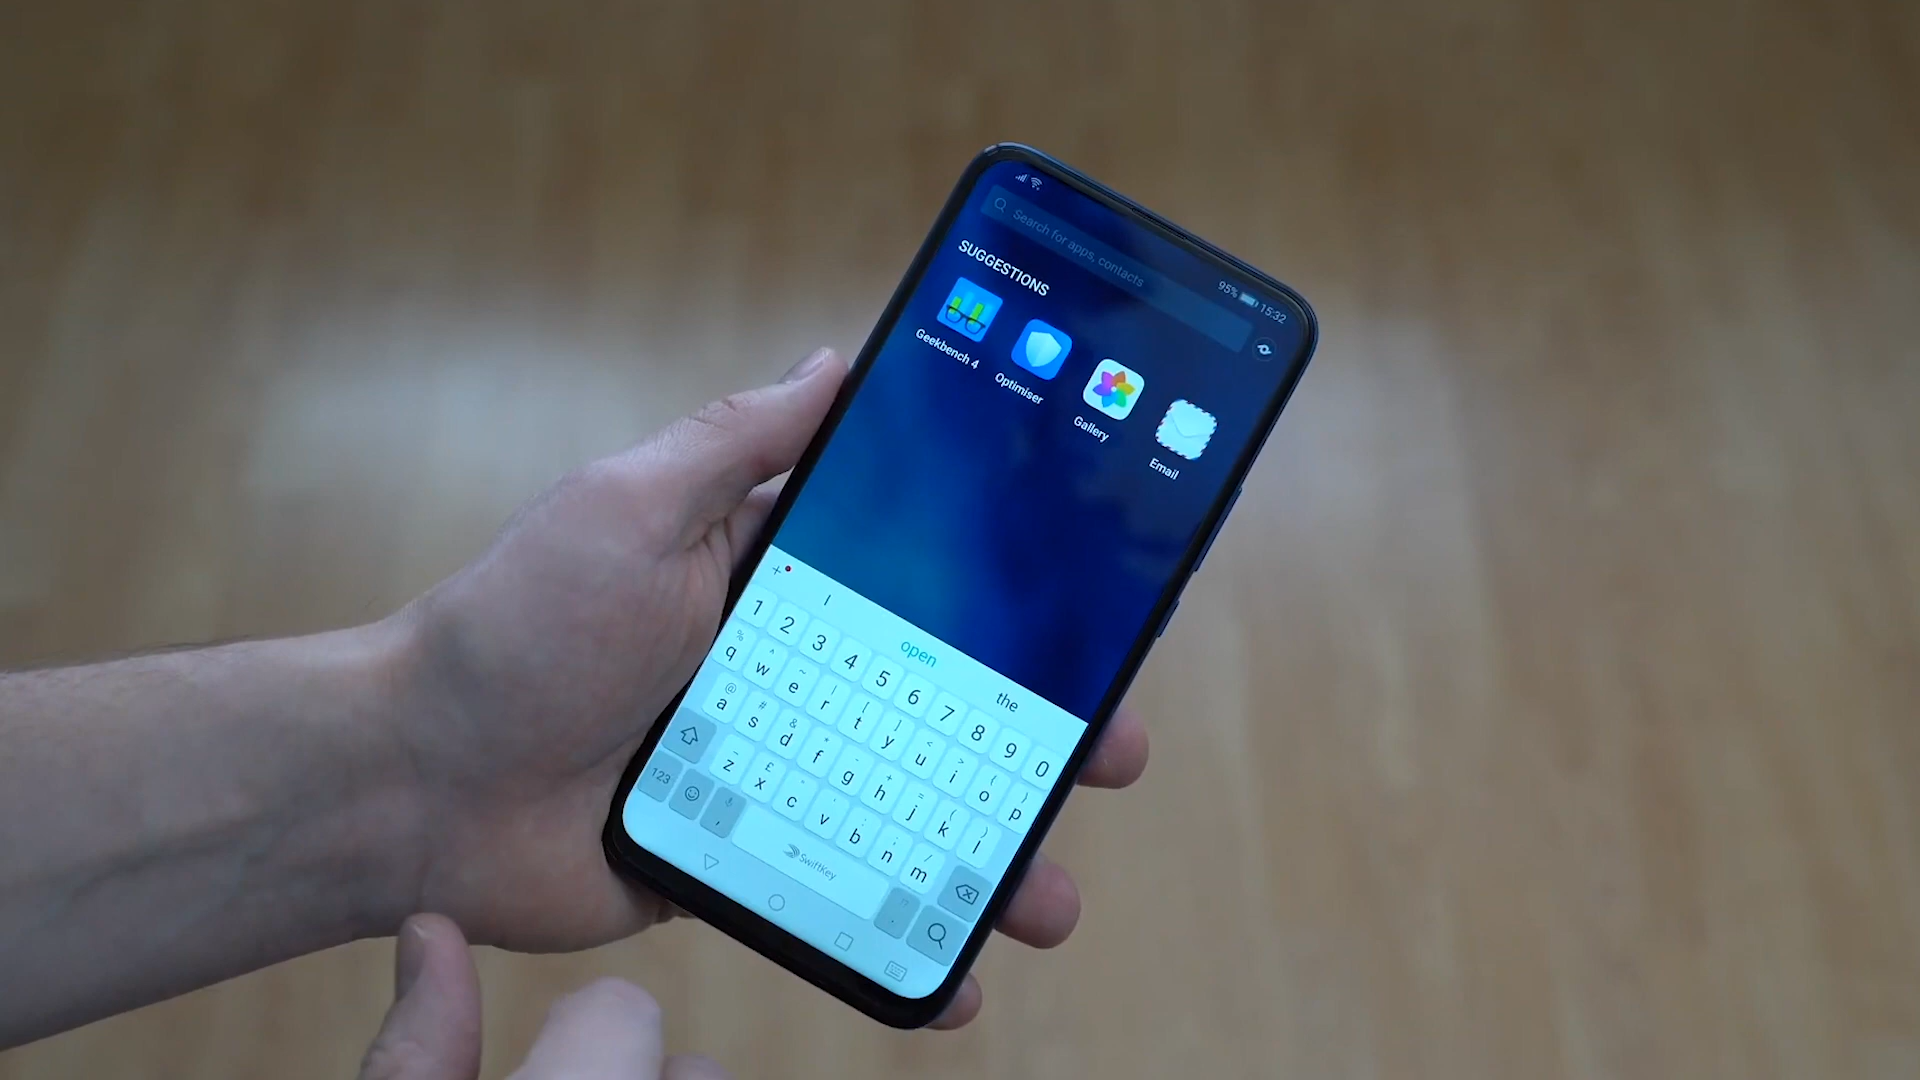 95% 15:32
Search for apps, contacts
SUGGESTIONS
Geekbench 4
Optimiser
Gallery
Email
I open the
1 2 3 4 5 6 7 8 9 0
q w e r t y u i o p
a s d f g h j k l
z x c v b n m
123 , SwiftKey .